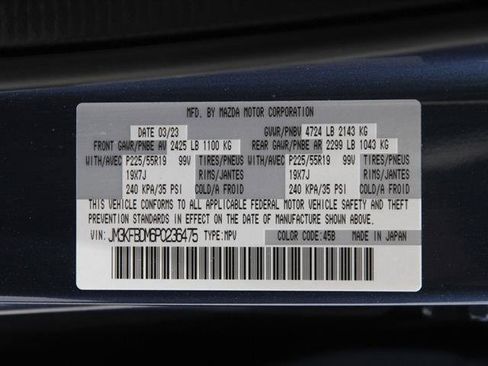 MFD. BY MAZDA MOTOR CORPORATION
DATE 03/23 GVWR/PNBV 4724 LB 2143 KG
FRONT GAWR/PNBE AV 2425 LB 1100 KG REAR GAWR/PNBE AR 2299 LB 1043 KG
WITH/AVEC P225/55R19 99V TIRES/PNEUS WITH/AVEC P225/55R19 99V TIRES/PNEUS
19X7J RIMS/JANTES 19X7J RIMS/JANTES
240 KPA/35 PSI COLD/A FROID 240 KPA/35 PSI COLD/A FROID
THIS VEHICLE CONFORMS TO ALL APPLICABLE FEDERAL MOTOR VEHICLE SAFETY AND THEFT
PREVENTION STANDARDS IN EFFECT ON THE DATE OF MANUFACTURE SHOWN ABOVE.
VIN: JM3KFBDM6P0236475 TYPE: MPV COLOR CODE: 45B MADE IN JAPAN